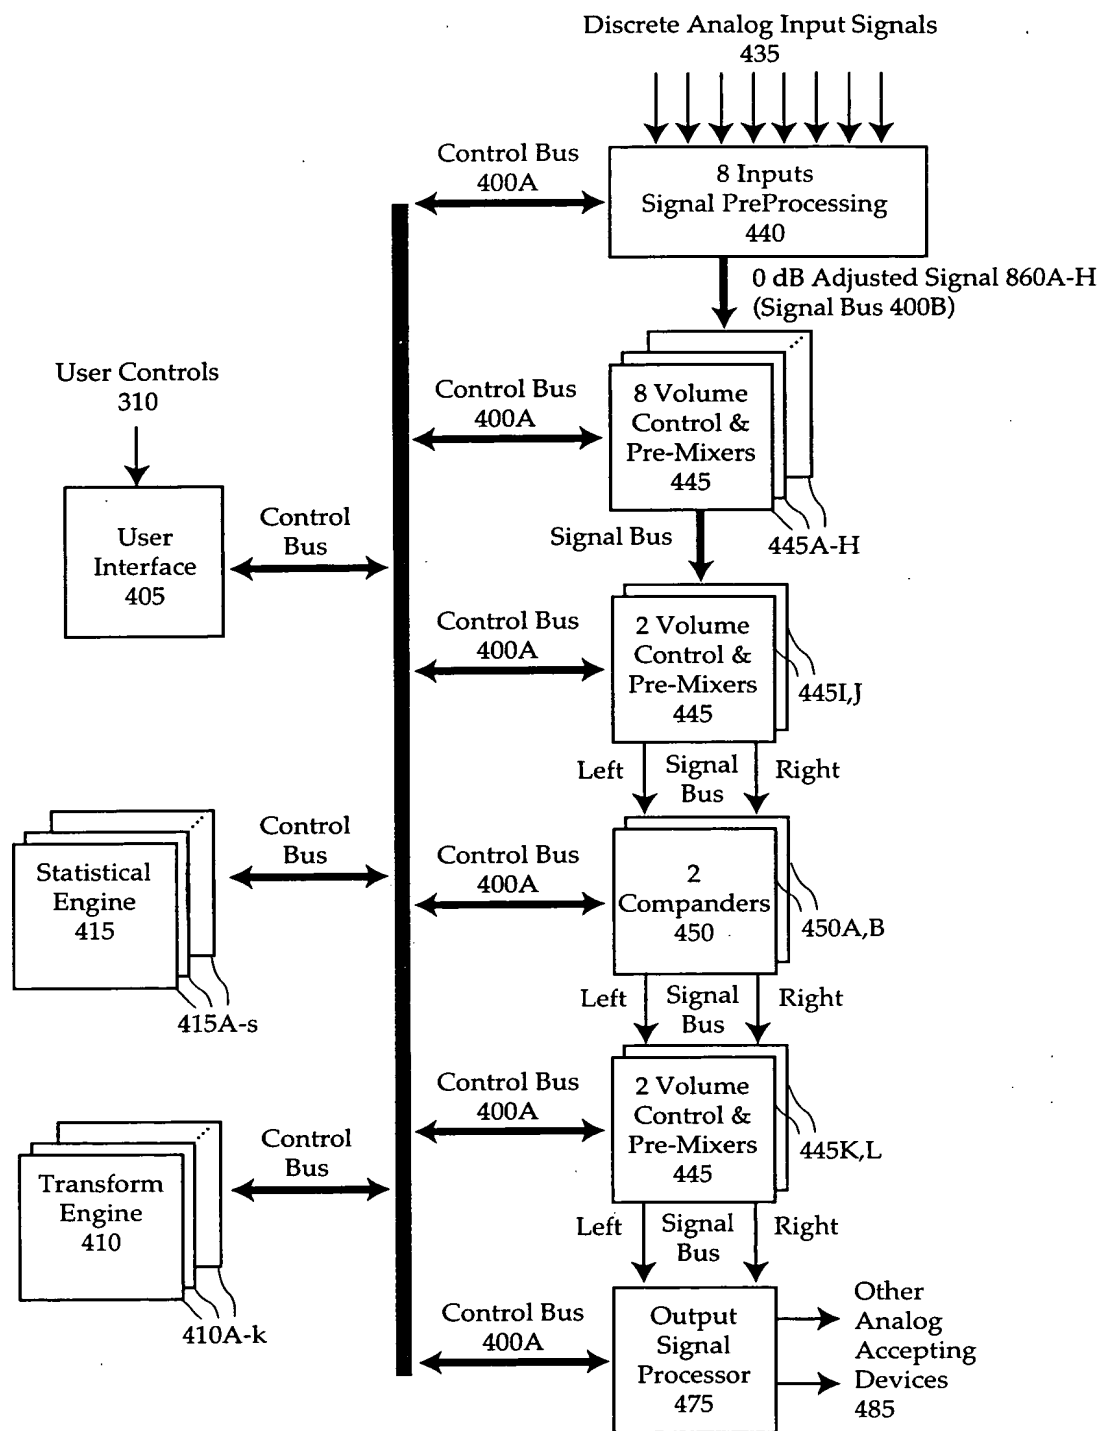 Discrete Analog Input Signals
435
Control Bus
400A
8 Inputs
Signal PreProcessing
440
0 dB Adjusted Signal 860A-H
(Signal Bus 400B)
User Controls
310
Control Bus
400A
8 Volume
Control &
Pre-Mixers
445
445A-H
Signal Bus
User
Interface
405
Control
Bus
Control Bus
400A
2 Volume
Control &
Pre-Mixers
445
445I,J
Left
Signal
Bus
Right
Statistical
Engine
415
415A-s
Control
Bus
Control Bus
400A
2
Companders
450
450A,B
Left
Signal
Bus
Right
Transform
Engine
410
410A-k
Control
Bus
Control Bus
400A
2 Volume
Control &
Pre-Mixers
445
445K,L
Left
Signal
Bus
Right
Control Bus
400A
Output
Signal
Processor
475
Other
Analog
Accepting
Devices
485